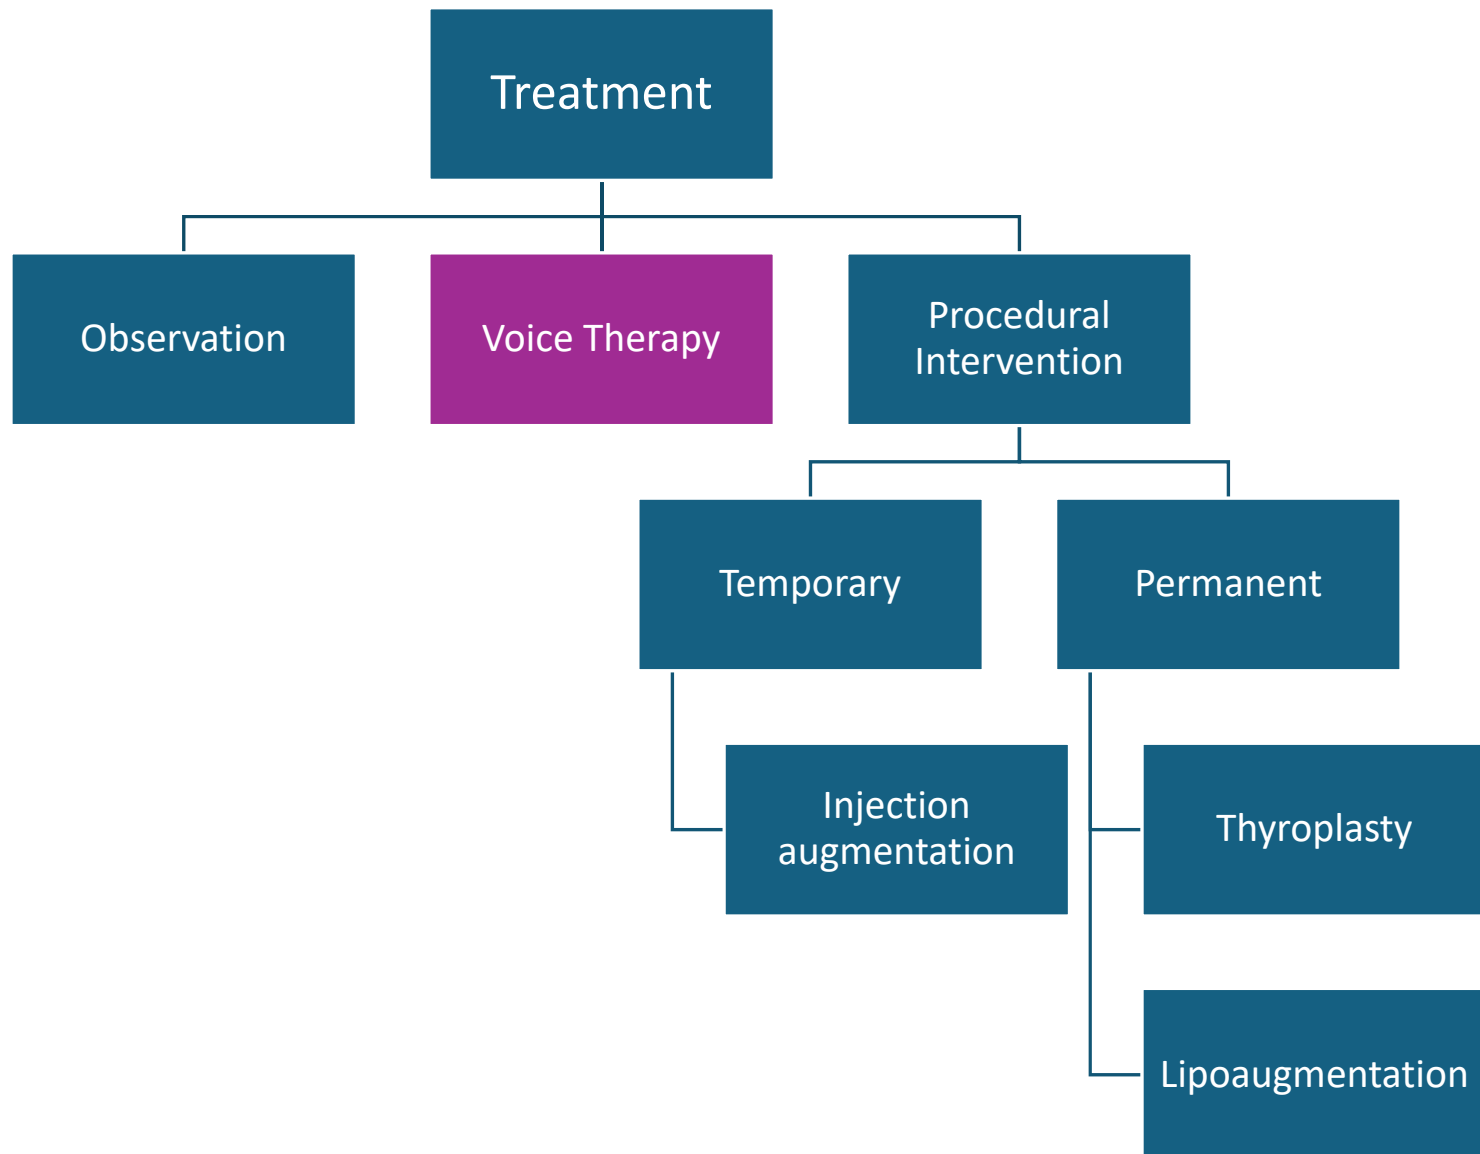 Treatment
Observation
Voice Therapy
Procedural
Intervention
Temporary
Permanent
Injection
augmentation
Thyroplasty
Lipoaugmentation